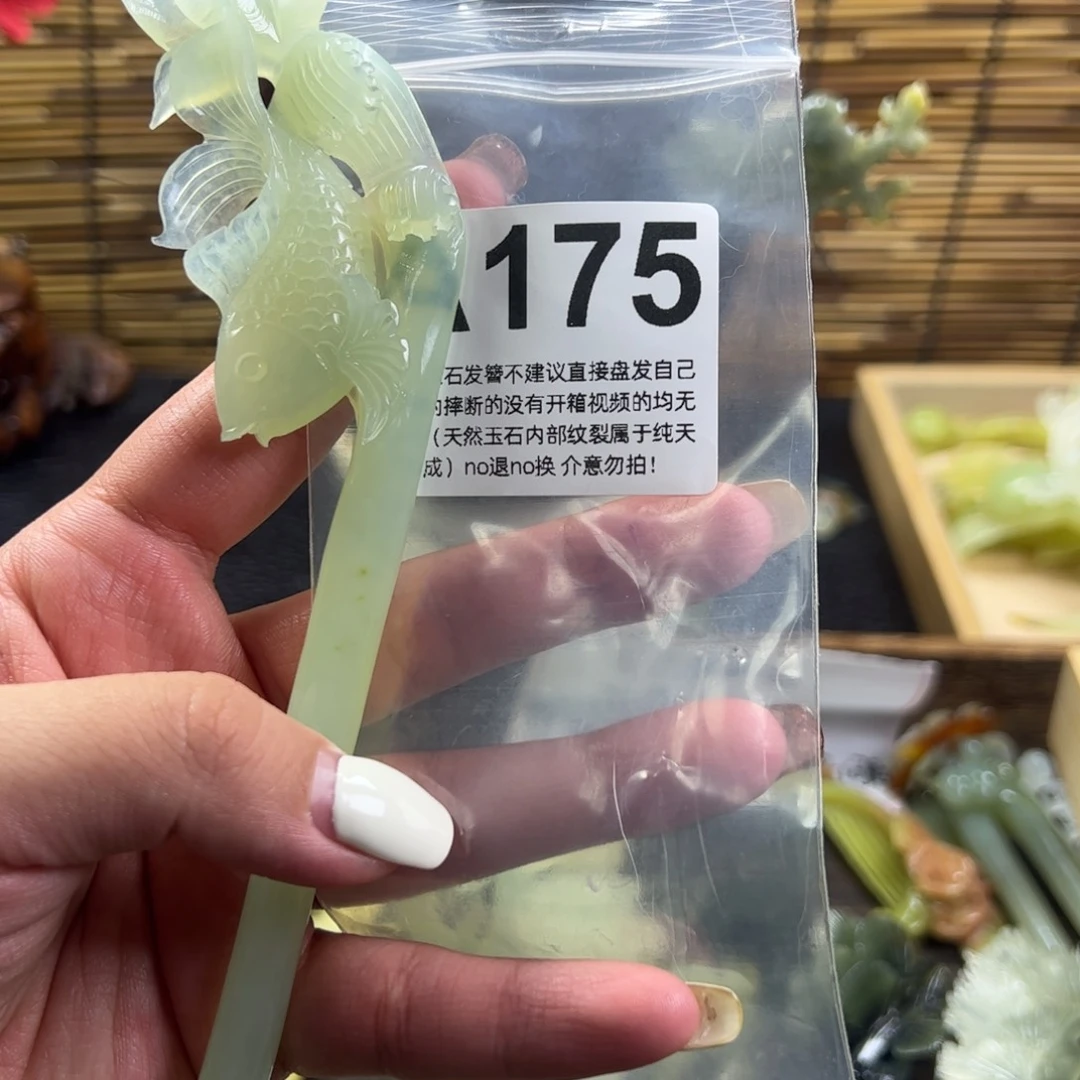 175
石发簪不建议直接盘发自己
的摔断的没有开箱视频的均无
（天然玉石内部纹裂属于纯天
成）no退no换 介意勿拍！